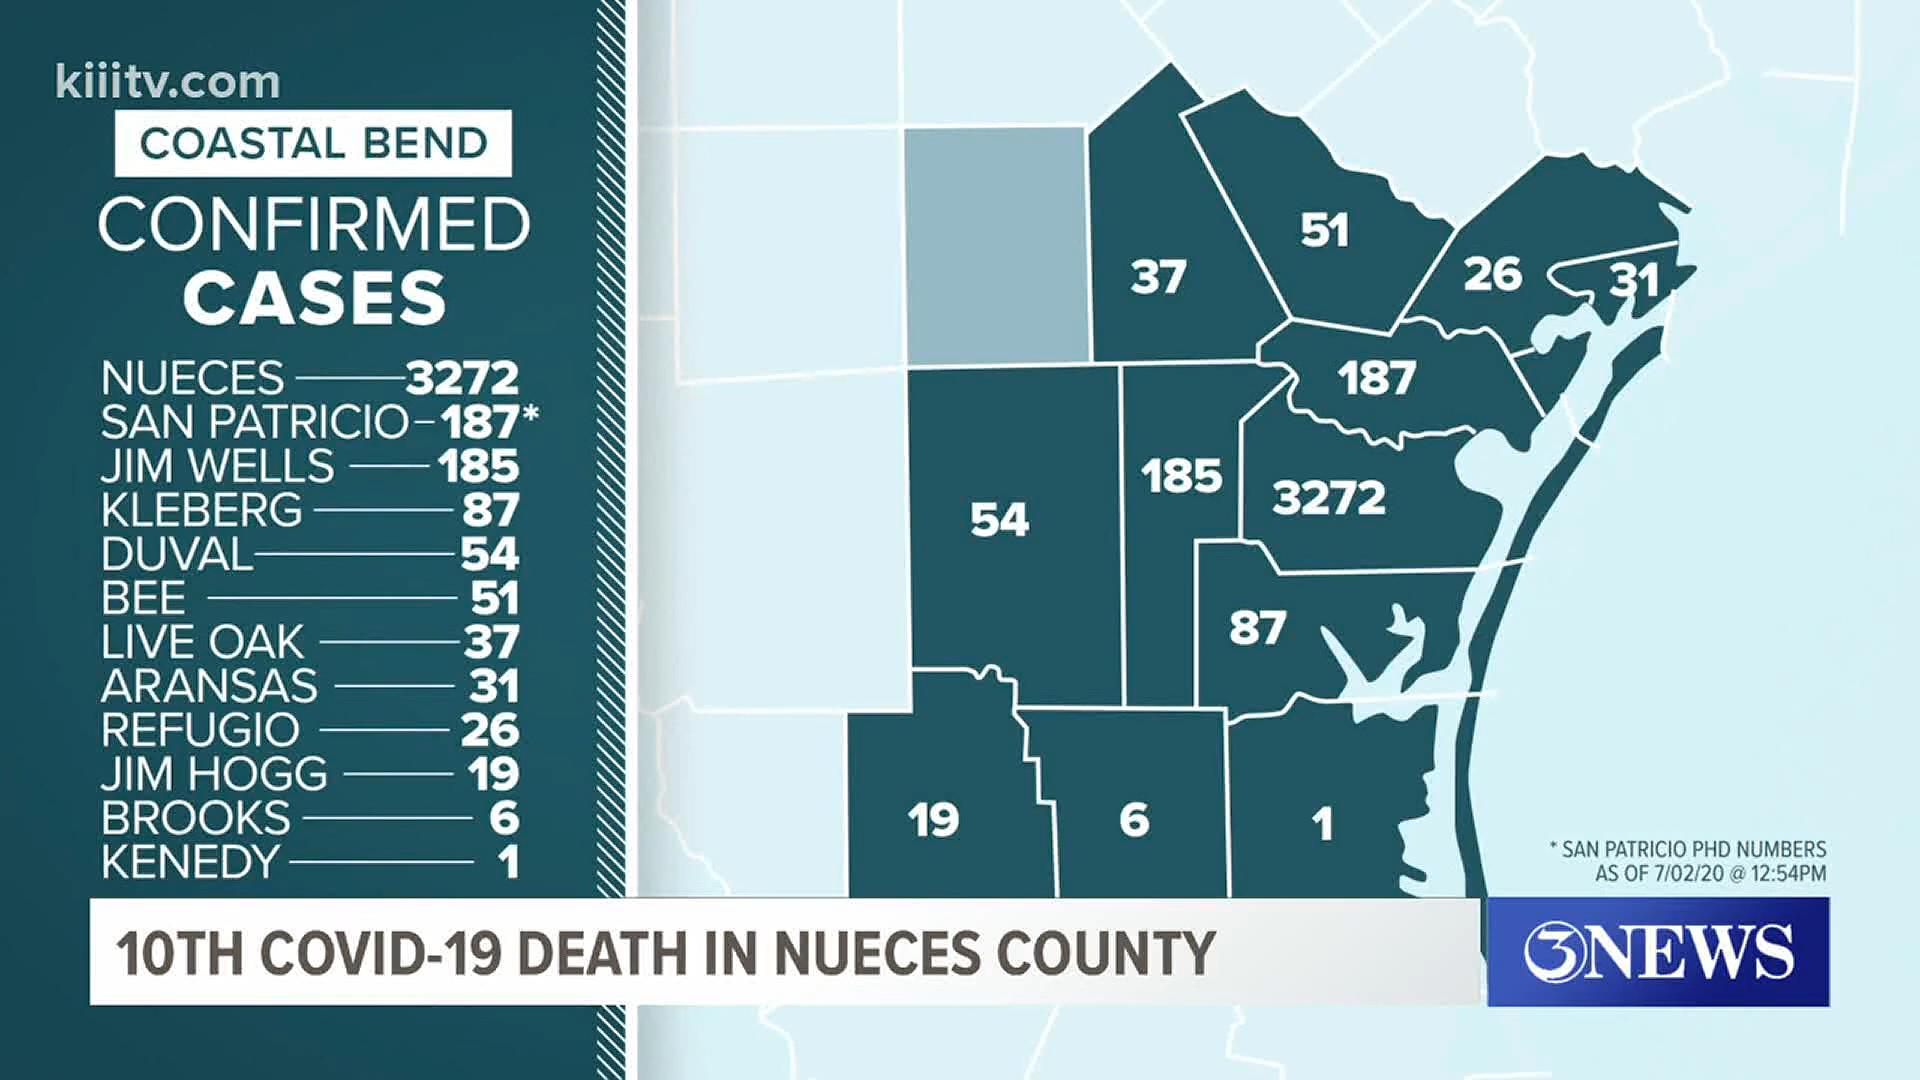 kiiitv.com
COASTAL BEND
CONFIRMED
CASES
NUECES 3272
SAN PATRICIO 187*
JIM WELLS 185
KLEBERG 87
DUVAL 54
BEE 51
LIVE OAK 37
ARANSAS 31
REFUGIO 26
JIM HOGG 19
BROOKS 6
KENEDY 1
51
37
26
31
187
185
3272
54
87
19
6
1
* SAN PATRICIO PHD NUMBERS
AS OF 7/02/20 @ 12:54PM
10TH COVID-19 DEATH IN NUECES COUNTY
3NEWS